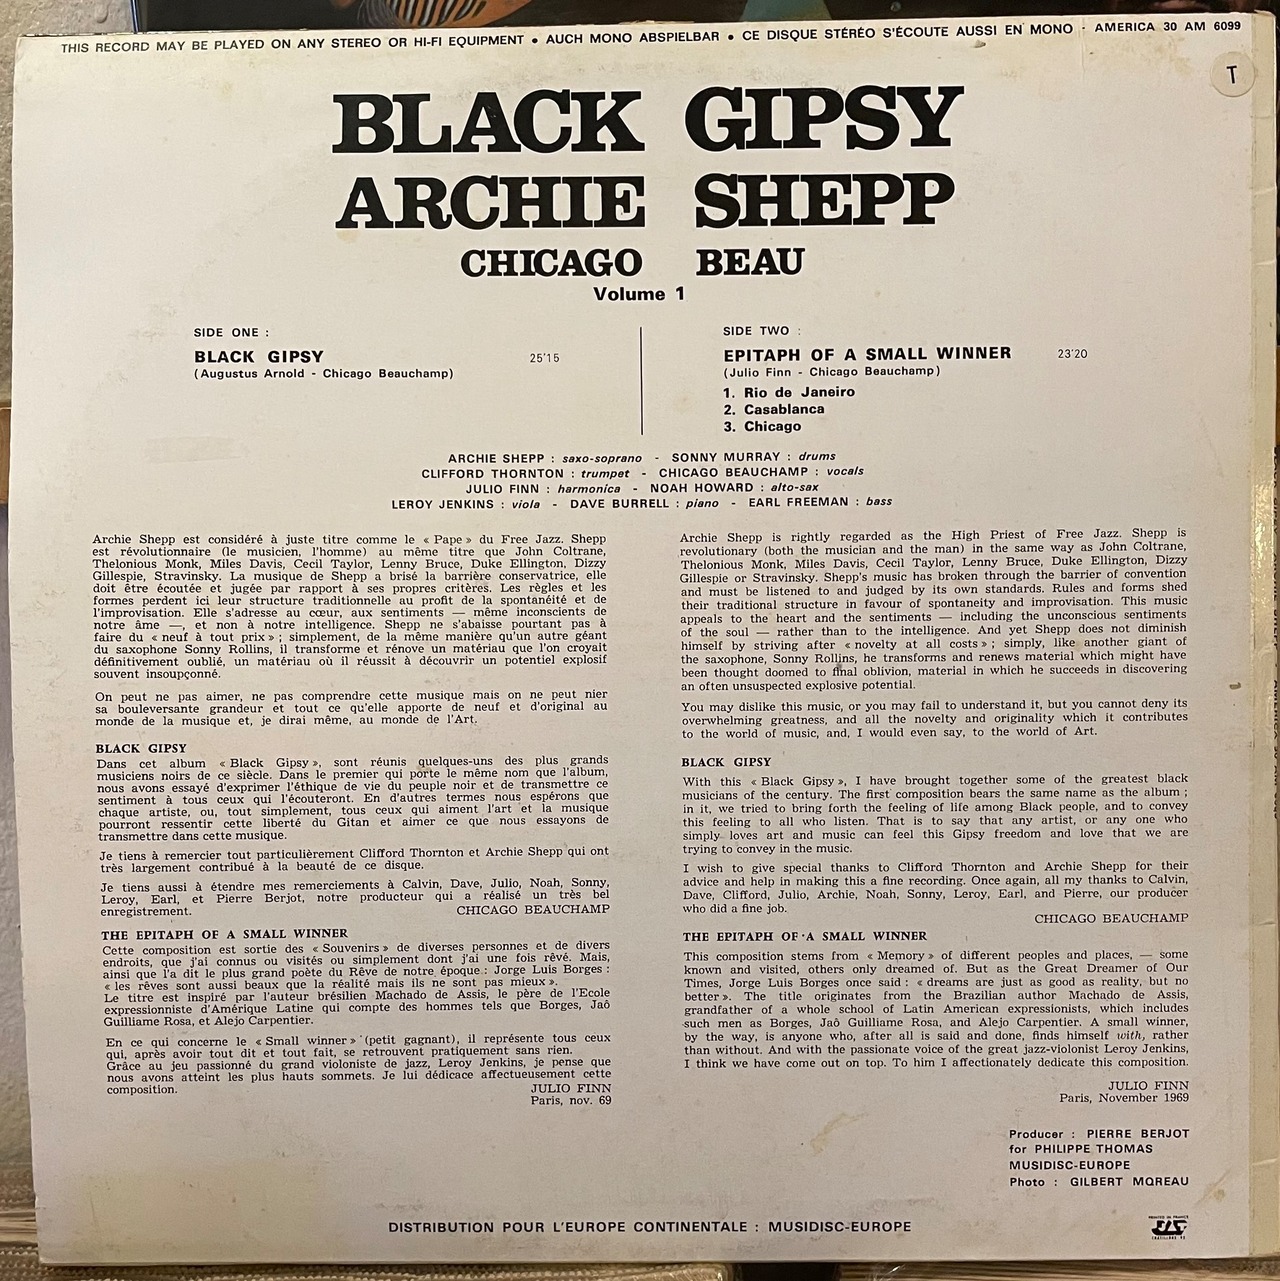 THIS RECORD MAY BE PLAYED ON ANY STEREO OR HI-FI EQUIPMENT • AUCH MONO ABSPIELBAR • CE DISQUE STÉRÉO S'ÉCOUTE AUSSI EN MONO · AMERICA 30 AM 6099
T
BLACK GIPSY
ARCHIE SHEPP
CHICAGO BEAU
Volume 1
SIDE ONE :
BLACK GIPSY 25'15
(Augustus Arnold - Chicago Beauchamp)
SIDE TWO :
EPITAPH OF A SMALL WINNER 23'20
(Julio Finn - Chicago Beauchamp)
1. Rio de Janeiro
2. Casablanca
3. Chicago
ARCHIE SHEPP : saxo-soprano - SONNY MURRAY : drums
CLIFFORD THORNTON : trumpet - CHICAGO BEAUCHAMP : vocals
JULIO FINN : harmonica - NOAH HOWARD : alto-sax
LEROY JENKINS : viola - DAVE BURRELL : piano - EARL FREEMAN : bass
Archie Shepp est considéré à juste titre comme le « Pape » du Free Jazz. Shepp
est révolutionnaire (le musicien, l'homme) au même titre que John Coltrane,
Thelonious Monk, Miles Davis, Cecil Taylor, Lenny Bruce, Duke Ellington, Dizzy
Gillespie, Stravinsky. La musique de Shepp a brisé la barrière conservatrice, elle
doit être écoutée et jugée par rapport à ses propres critères. Les règles et les
formes perdent ici leur structure traditionnelle au profit de la spontanéité et de
l'improvisation. Elle s'adresse au cœur, aux sentiments — même inconscients de
notre âme —, et non à notre intelligence. Shepp ne s'abaisse pourtant pas à
faire du « neuf à tout prix » ; simplement, de la même manière qu'un autre géant
du saxophone Sonny Rollins, il transforme et rénove un matériau que l'on croyait
définitivement oublié, un matériau où il réussit à découvrir un potentiel explosif
souvent insoupçonné.
On peut ne pas aimer, ne pas comprendre cette musique mais on ne peut nier
sa bouleversante grandeur et tout ce qu'elle apporte de neuf et d'original au
monde de la musique et, je dirai même, au monde de l'Art.
BLACK GIPSY
Dans cet album « Black Gipsy », sont réunis quelques-uns des plus grands
musiciens noirs de ce siècle. Dans le premier qui porte le même nom que l'album,
nous avons essayé d'exprimer l'éthique de vie du peuple noir et de transmettre ce
sentiment à tous ceux qui l'écouteront. En d'autres termes nous espérons que
chaque artiste, ou, tout simplement, tous ceux qui aiment l'art et la musique
pourront ressentir cette liberté du Gitan et aimer ce que nous essayons de
transmettre dans cette musique.
Je tiens à remercier tout particulièrement Clifford Thornton et Archie Shepp qui ont
très largement contribué à la beauté de ce disque.
Je tiens aussi à étendre mes remerciements à Calvin, Dave, Julio, Noah, Sonny,
Leroy, Earl, et Pierre Berjot, notre producteur qui a réalisé un très bel
enregistrement. CHICAGO BEAUCHAMP
THE EPITAPH OF A SMALL WINNER
Cette composition est sortie des « Souvenirs » de diverses personnes et de divers
endroits, que j'ai connus ou visités ou simplement dont j'ai une fois rêvé. Mais,
ainsi que l'a dit le plus grand poète du Rêve de notre époque : Jorge Luis Borges :
« les rêves sont aussi beaux que la réalité mais ils ne sont pas mieux ».
Le titre est inspiré par l'auteur brésilien Machado de Assis, le père de l'Ecole
expressionniste d'Amérique Latine qui compte des hommes tels que Borges, Jaô
Guilliame Rosa, et Alejo Carpentier.
En ce qui concerne le « Small winner » (petit gagnant), il représente tous ceux
qui, après avoir tout dit et tout fait, se retrouvent pratiquement sans rien.
Grâce au jeu passionné du grand violoniste de jazz, Leroy Jenkins, je pense que
nous avons atteint les plus hauts sommets. Je lui dédicace affectueusement cette
composition. JULIO FINN
Paris, nov. 69
Archie Shepp is rightly regarded as the High Priest of Free Jazz. Shepp is
revolutionary (both the musician and the man) in the same way as John Coltrane,
Thelonious Monk, Miles Davis, Cecil Taylor, Lenny Bruce, Duke Ellington, Dizzy
Gillespie or Stravinsky. Shepp's music has broken through the barrier of convention
and must be listened to and judged by its own standards. Rules and forms shed
their traditional structure in favour of spontaneity and improvisation. This music
appeals to the heart and the sentiments — including the unconscious sentiments
of the soul — rather than to the intelligence. And yet Shepp does not diminish
himself by striving after « novelty at all costs » ; simply, like another giant of
the saxophone, Sonny Rollins, he transforms and renews material which might have
been thought doomed to final oblivion, material in which he succeeds in discovering
an often unsuspected explosive potential.
You may dislike this music, or you may fail to understand it, but you cannot deny its
overwhelming greatness, and all the novelty and originality which it contributes
to the world of music, and, I would even say, to the world of Art.
BLACK GIPSY
With this « Black Gipsy », I have brought together some of the greatest black
musicians of the century. The first composition bears the same name as the album ;
in it, we tried to bring forth the feeling of life among Black people, and to convey
this feeling to all who listen. That is to say that any artist, or any one who
simply loves art and music can feel this Gipsy freedom and love that we are
trying to convey in the music.
I wish to give special thanks to Clifford Thornton and Archie Shepp for their
advice and help in making this a fine recording. Once again, all my thanks to Calvin,
Dave, Clifford, Julio, Archie, Noah, Sonny, Leroy, Earl, and Pierre, our producer
who did a fine job.
CHICAGO BEAUCHAMP
THE EPITAPH OF A SMALL WINNER
This composition stems from « Memory » of different peoples and places, — some
known and visited, others only dreamed of. But as the Great Dreamer of Our
Times, Jorge Luis Borges once said : « dreams are just as good as reality, but no
better ». The title originates from the Brazilian author Machado de Assis,
grandfather of a whole school of Latin American expressionists, which includes
such men as Borges, Jaô Guilliame Rosa, and Alejo Carpentier. A small winner,
by the way, is anyone who, after all is said and done, finds himself with, rather
than without. And with the passionate voice of the great jazz-violonist Leroy Jenkins,
I think we have come out on top. To him I affectionately dedicate this composition.
JULIO FINN
Paris, November 1969
Producer : PIERRE BERJOT
for PHILIPPE THOMAS
MUSIDISC-EUROPE
Photo : GILBERT MOREAU
DISTRIBUTION POUR L'EUROPE CONTINENTALE : MUSIDISC-EUROPE
PRINTED IN FRANCE